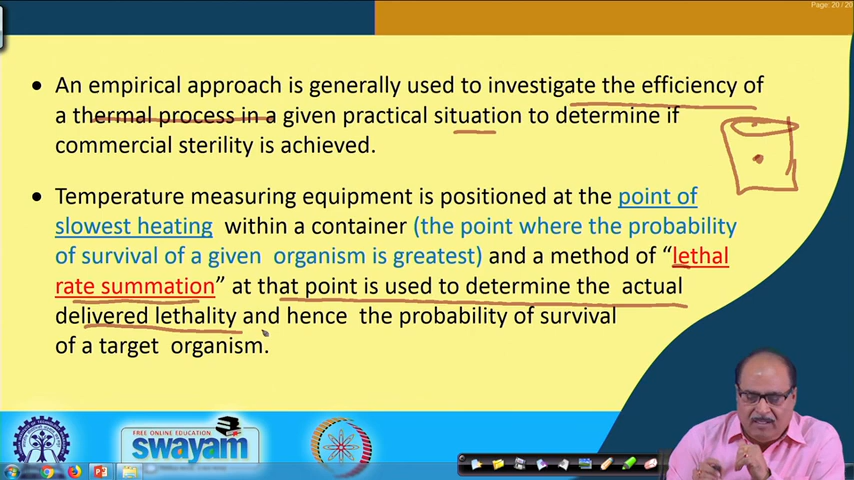 Page: 20 / 20
• An empirical approach is generally used to investigate the efficiency of
a thermal process in a given practical situation to determine if
commercial sterility is achieved.
• Temperature measuring equipment is positioned at the point of
slowest heating within a container (the point where the probability
of survival of a given organism is greatest) and a method of “lethal
rate summation” at that point is used to determine the actual
delivered lethality and hence the probability of survival
of a target organism.
FREE ONLINE EDUCATION
swayam